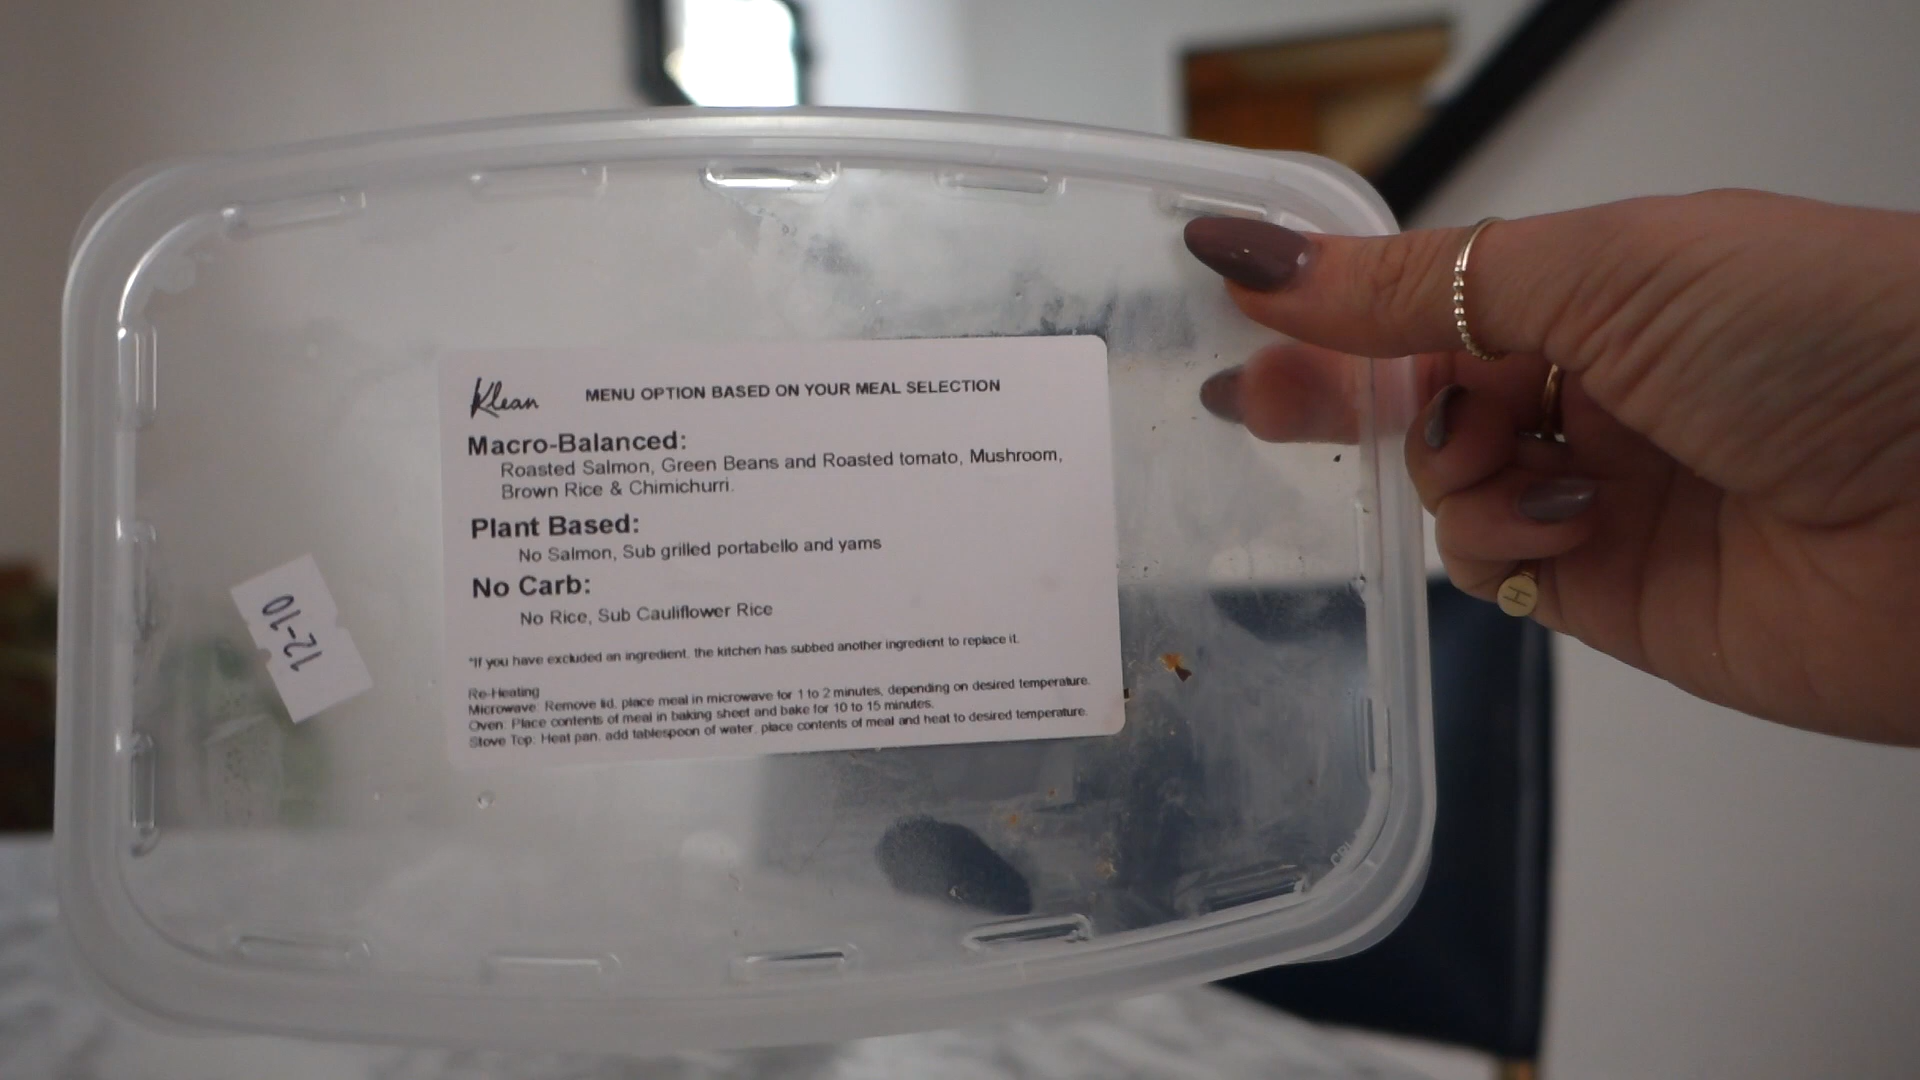 Klean MENU OPTION BASED ON YOUR MEAL SELECTION
Macro-Balanced:
Roasted Salmon, Green Beans and Roasted tomato, Mushroom,
Brown Rice & Chimichurri.
Plant Based:
No Salmon, Sub grilled portabello and yams
No Carb:
No Rice, Sub Cauliflower Rice
*If you have excluded an ingredient, the kitchen has subbed another ingredient to replace it.
Re-Heating
Microwave: Remove lid, place meal in microwave for 1 to 2 minutes, depending on desired temperature.
Oven: Place contents of meal in baking sheet and bake for 10 to 15 minutes.
Stove Top: Heat pan, add tablespoon of water, place contents of meal and heat to desired temperature.
12-10
H